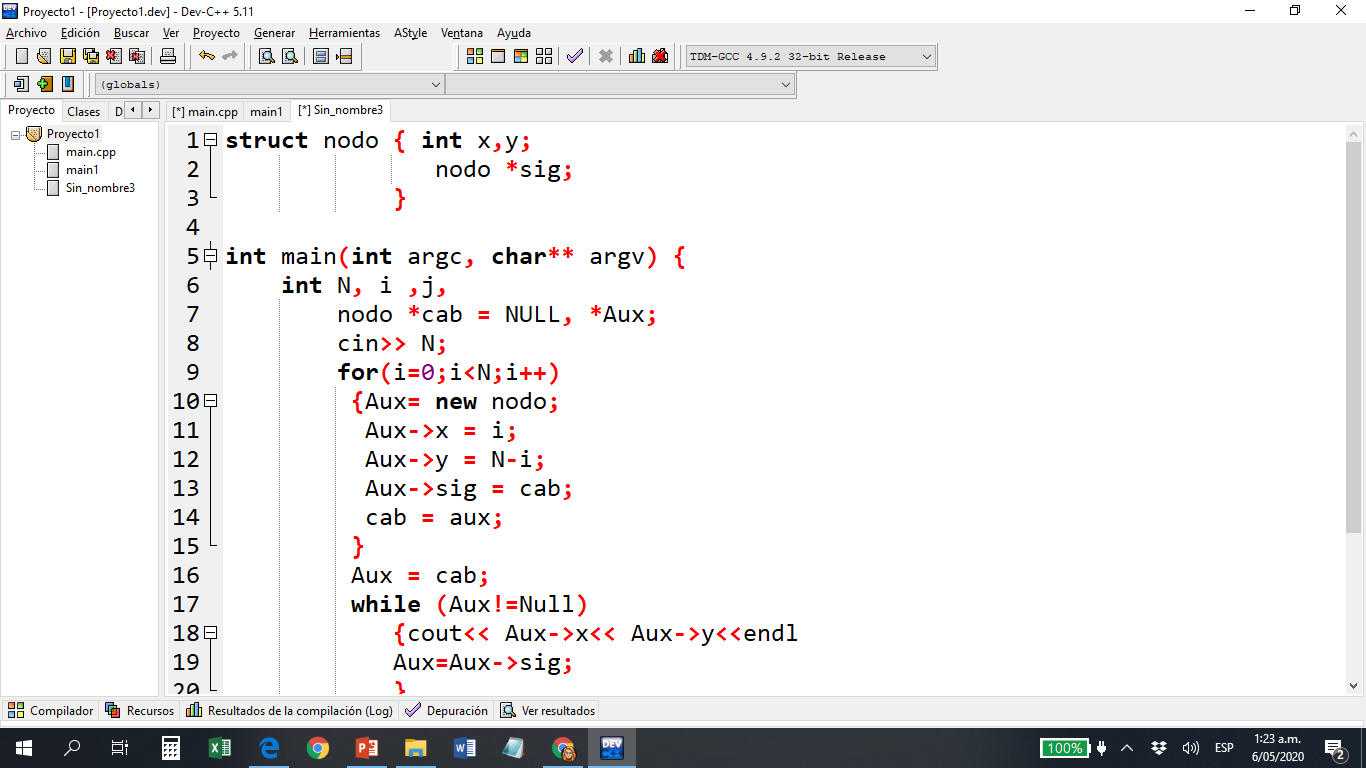 Proyecto1 - [Proyecto1.dev] - Dev-C++ 5.11
Archivo Edición Buscar Ver Proyecto Generar Herramientas AStyle Ventana Ayuda
TDM-GCC 4.9.2 32-bit Release
(globals)
Proyecto Clases D [*] main.cpp main1 [*] Sin_nombre3
Proyecto1
main.cpp
main1
Sin_nombre3
1 struct nodo { int x,y;
2 nodo *sig;
3 }
4
5 int main(int argc, char** argv) {
6 int N, i ,j,
7 nodo *cab = NULL, *Aux;
8 cin>> N;
9 for(i=0;i<N;i++)
10 {Aux= new nodo;
11 Aux->x = i;
12 Aux->y = N-i;
13 Aux->sig = cab;
14 cab = aux;
15 }
16 Aux = cab;
17 while (Aux!=Null)
18 {cout<< Aux->x<< Aux->y<<endl
19 Aux=Aux->sig;
20 }
Compilador Recursos Resultados de la compilación (Log) Depuración Ver resultados
100% ESP 1:23 a.m.
6/05/2020 2